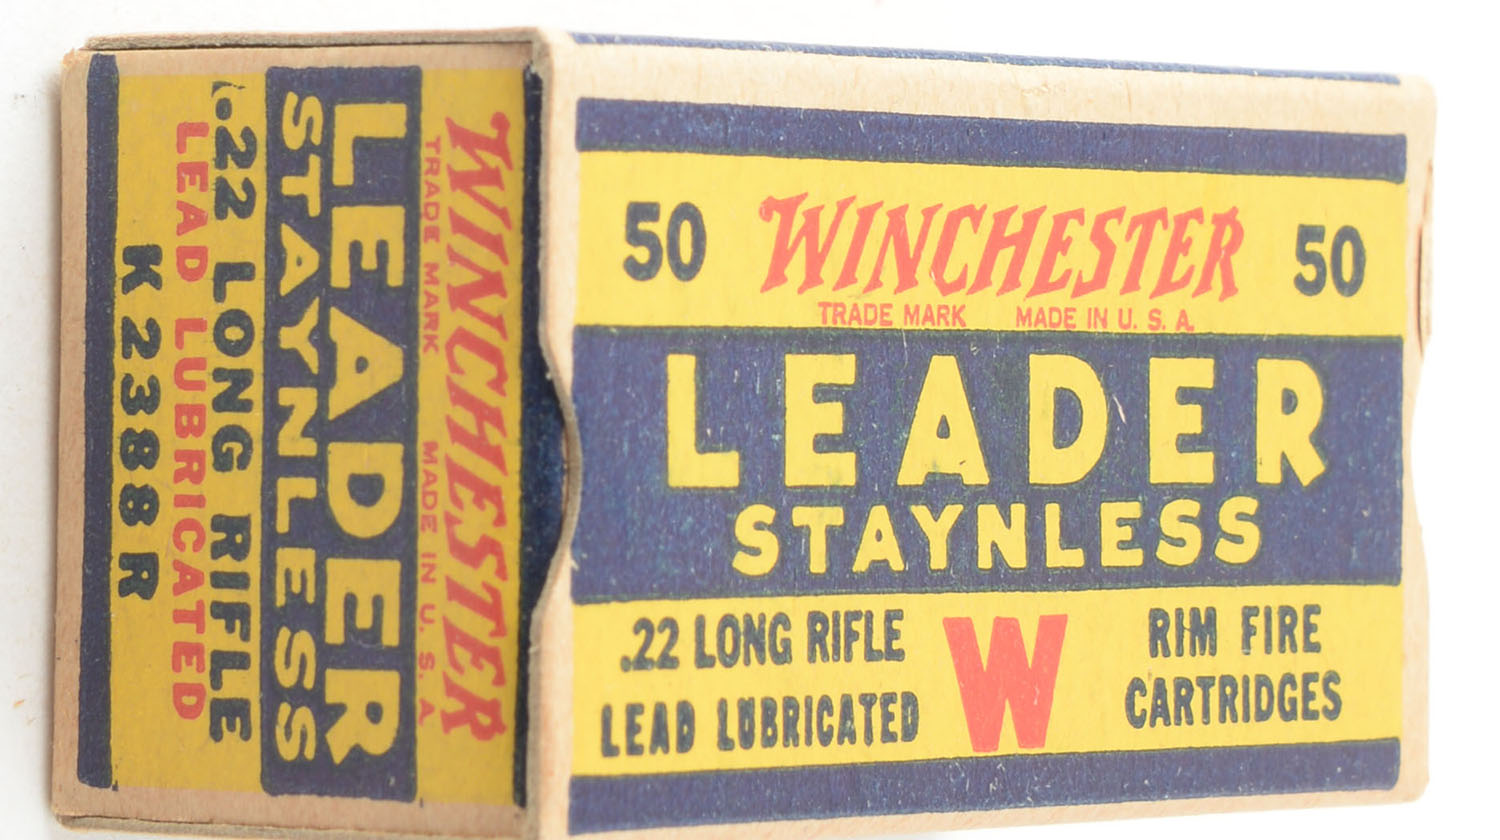 WINCHESTER
TRADE MARK MADE IN U. S. A.
LEADER
STAYNLESS
.22 LONG RIFLE
LEAD LUBRICATED
K2388R
50 WINCHESTER 50
TRADE MARK MADE IN U. S. A.
LEADER
STAYNLESS
.22 LONG RIFLE W RIM FIRE
LEAD LUBRICATED CARTRIDGES